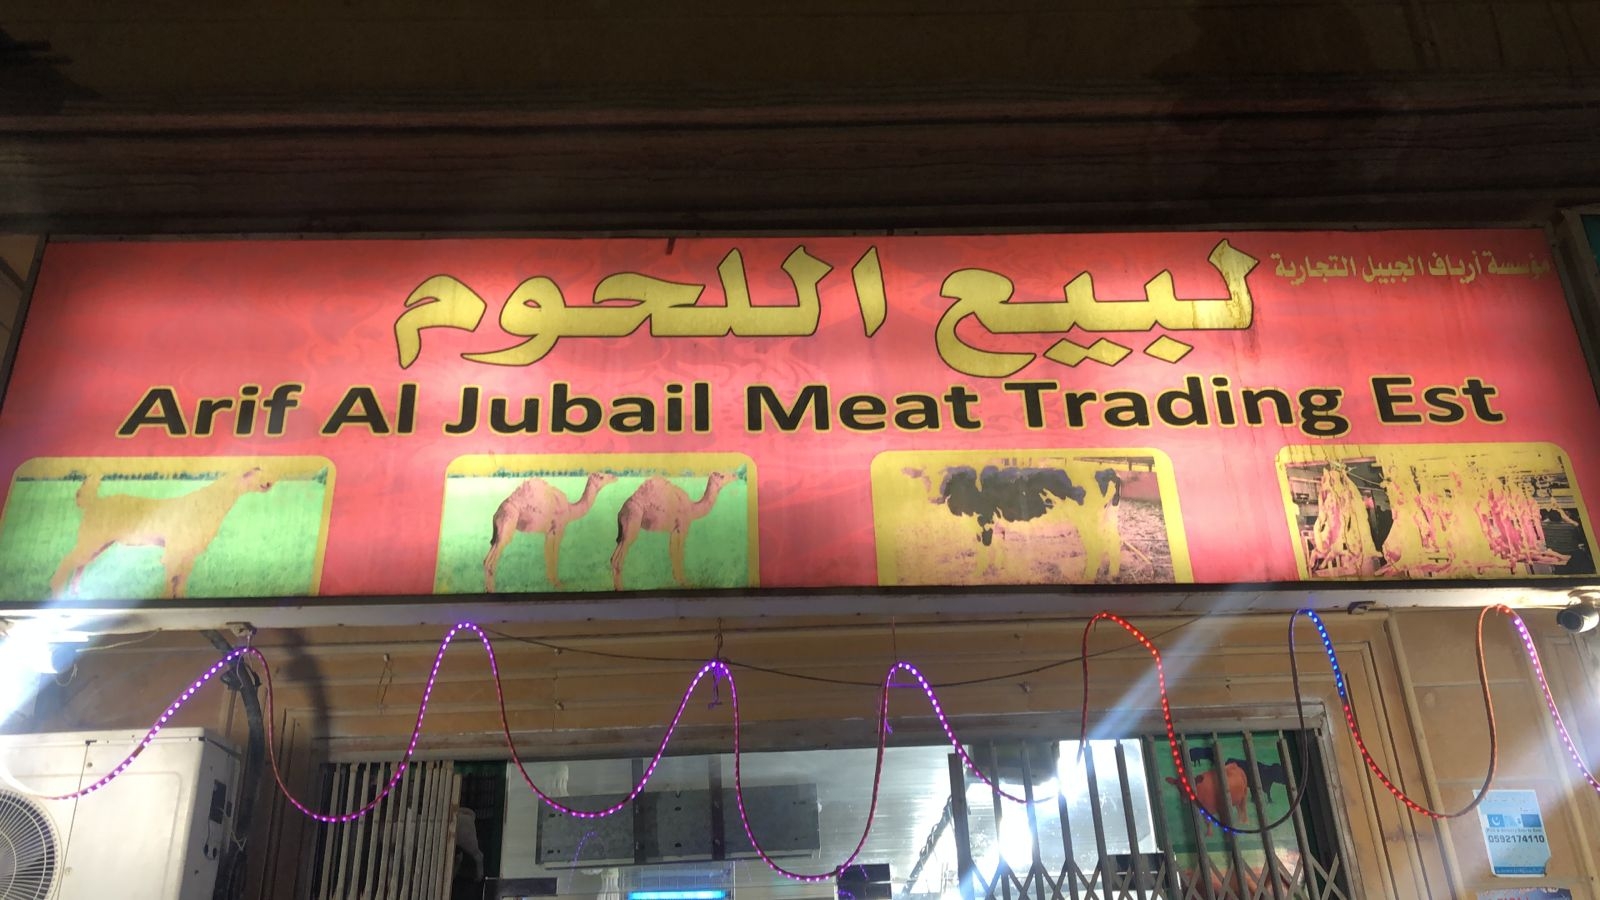 مؤسسة أرياف الجبيل التجارية
لبيع اللحوم
Arif Al Jubail Meat Trading Est
0592174110